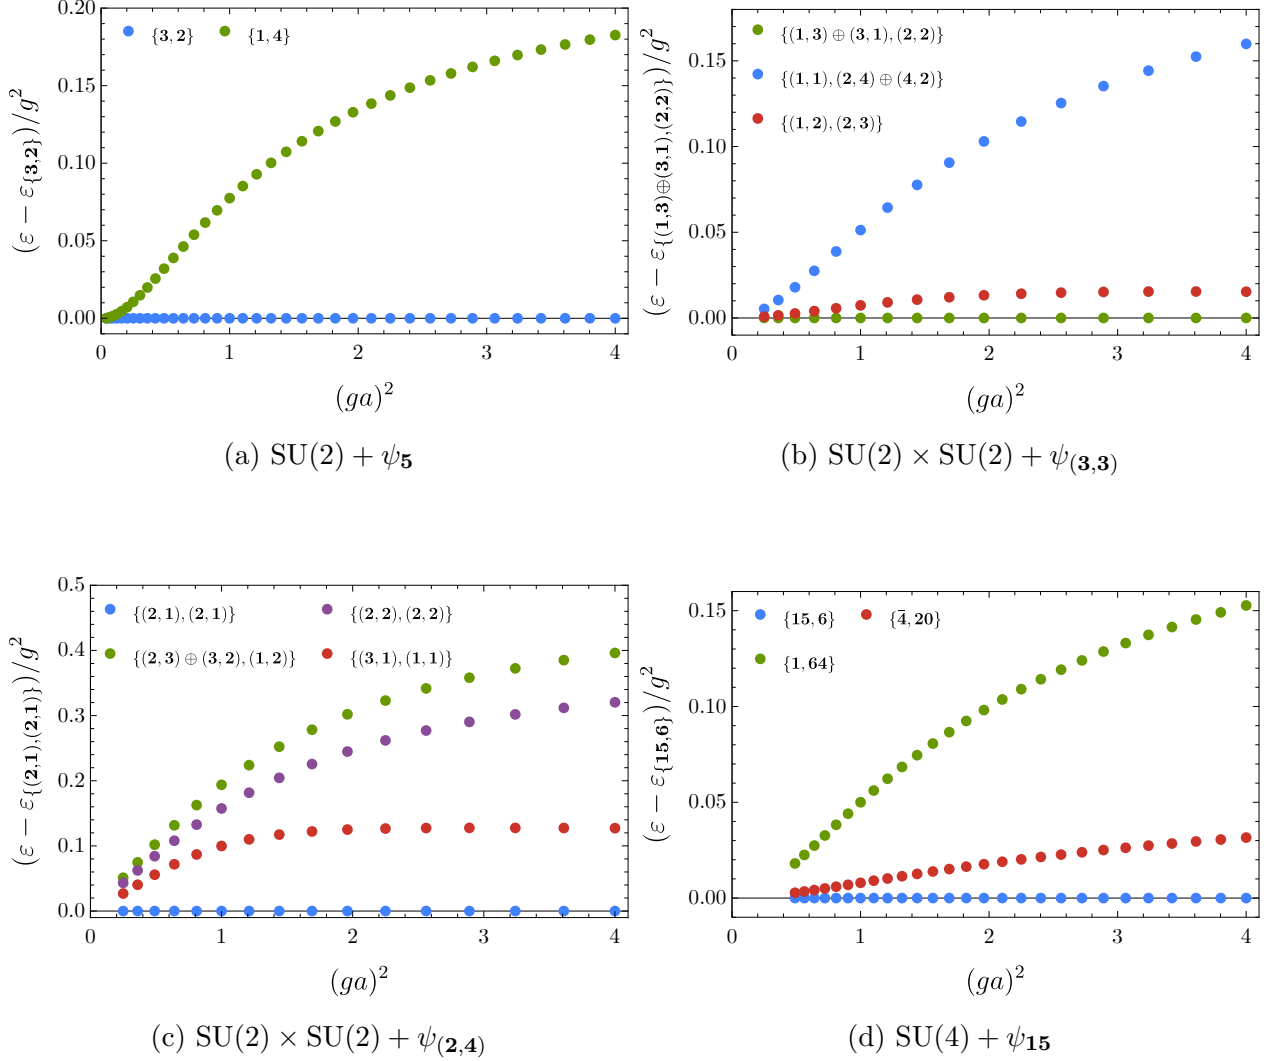 (ε − ε{3,2})/g²
0.20
0.15
0.10
0.05
0.00
{3, 2} {1, 4}
0 1 2 3 4
(ga)²
(a) SU(2) + ψ5
(ε − ε{(1,3)⊕(3,1),(2,2)})/g²
0.15
0.10
0.05
0.00
{(1, 3) ⊕ (3, 1), (2, 2)}
{(1, 1), (2, 4) ⊕ (4, 2)}
{(1, 2), (2, 3)}
0 1 2 3 4
(ga)²
(b) SU(2) × SU(2) + ψ(3,3)
(ε − ε{(2,1),(2,1)})/g²
0.5
0.4
0.3
0.2
0.1
0.0
{(2, 1), (2, 1)} {(2, 2), (2, 2)}
{(2, 3) ⊕ (3, 2), (1, 2)} {(3, 1), (1, 1)}
0 1 2 3 4
(ga)²
(c) SU(2) × SU(2) + ψ(2,4)
(ε − ε{15,6})/g²
0.15
0.10
0.05
0.00
{15, 6} {4̄, 20}
{1, 64}
0 1 2 3 4
(ga)²
(d) SU(4) + ψ15